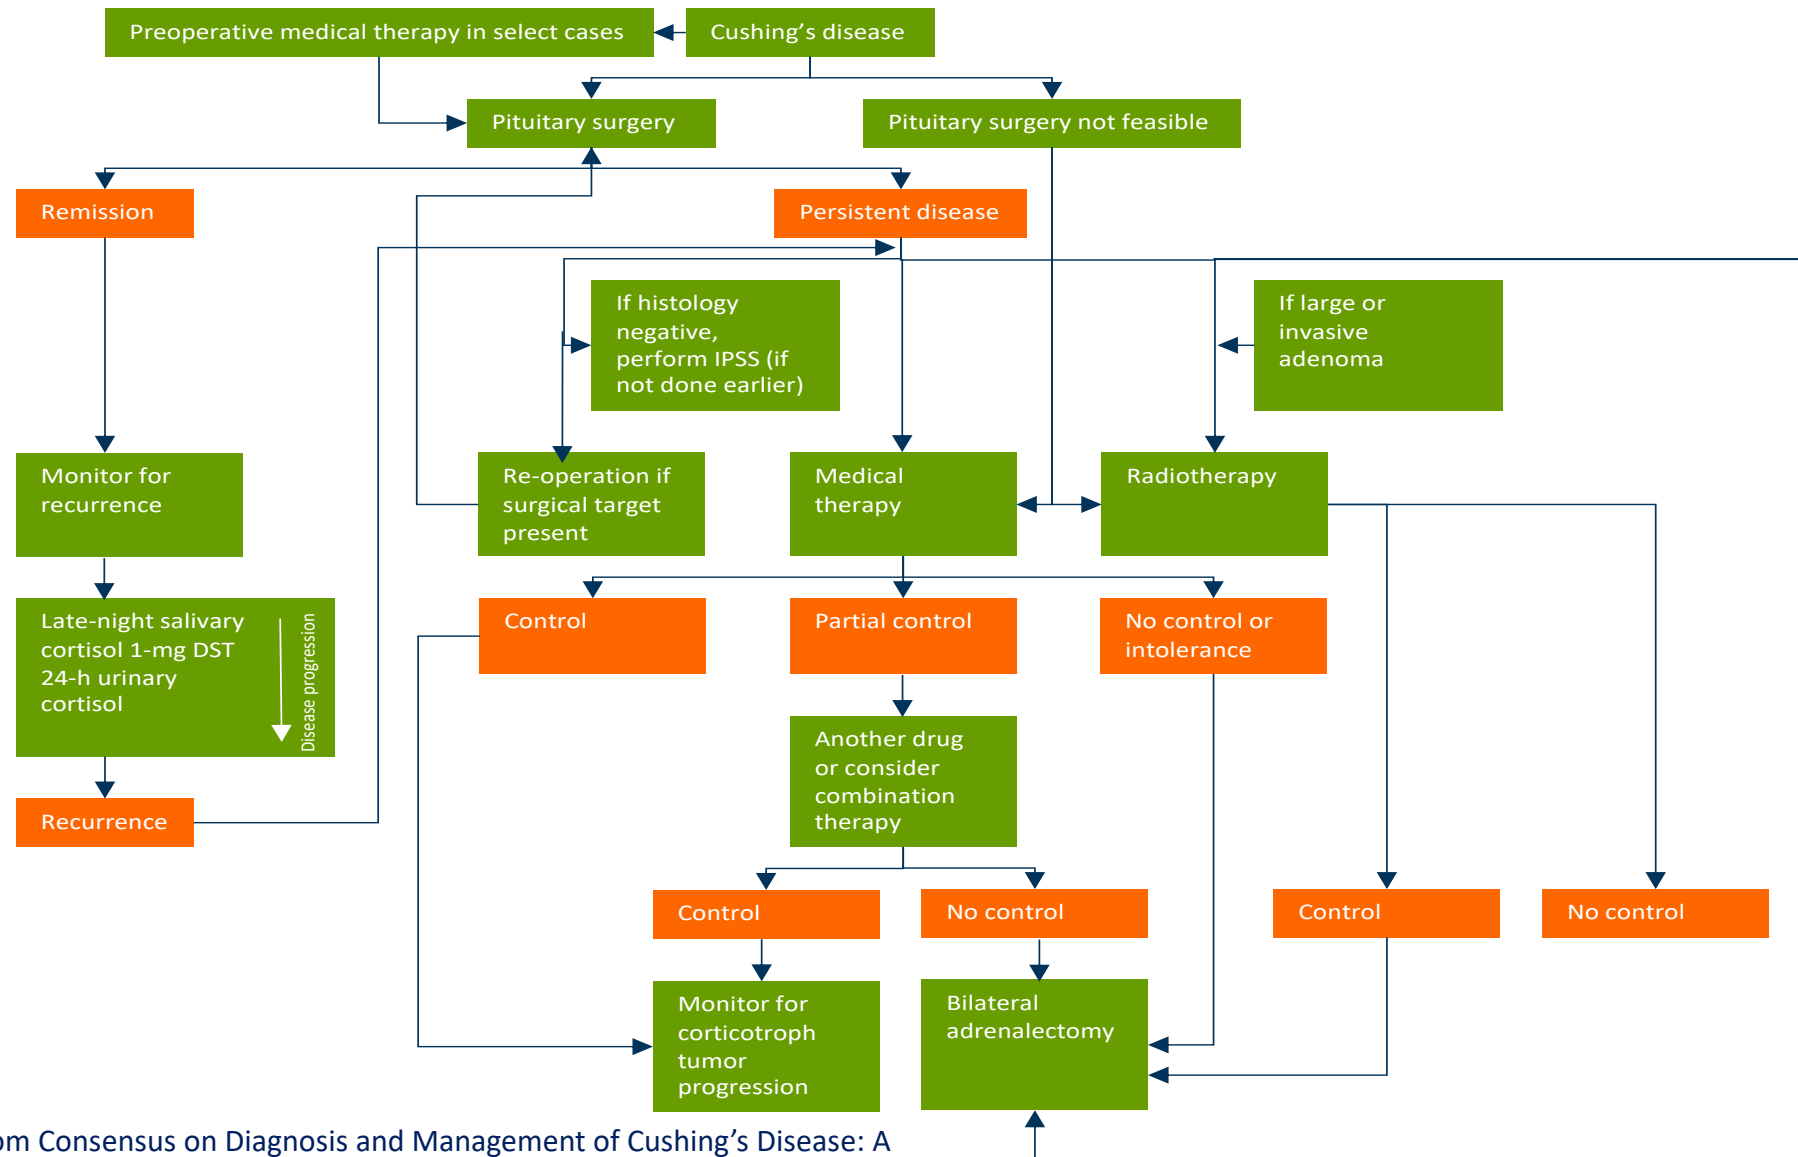 Preoperative medical therapy in select cases
Cushing’s disease
Pituitary surgery
Pituitary surgery not feasible
Remission
Persistent disease
If histology
negative,
perform IPSS (if
not done earlier)
If large or
invasive
adenoma
Monitor for
recurrence
Re-operation if
surgical target
present
Medical
therapy
Radiotherapy
Late-night salivary
cortisol 1-mg DST
24-h urinary
cortisol
Disease progression
Control
Partial control
No control or
intolerance
Another drug
or consider
combination
therapy
Recurrence
Control
No control
Control
No control
Monitor for
corticotroph
tumor
progression
Bilateral
adrenalectomy
om Consensus on Diagnosis and Management of Cushing’s Disease: A